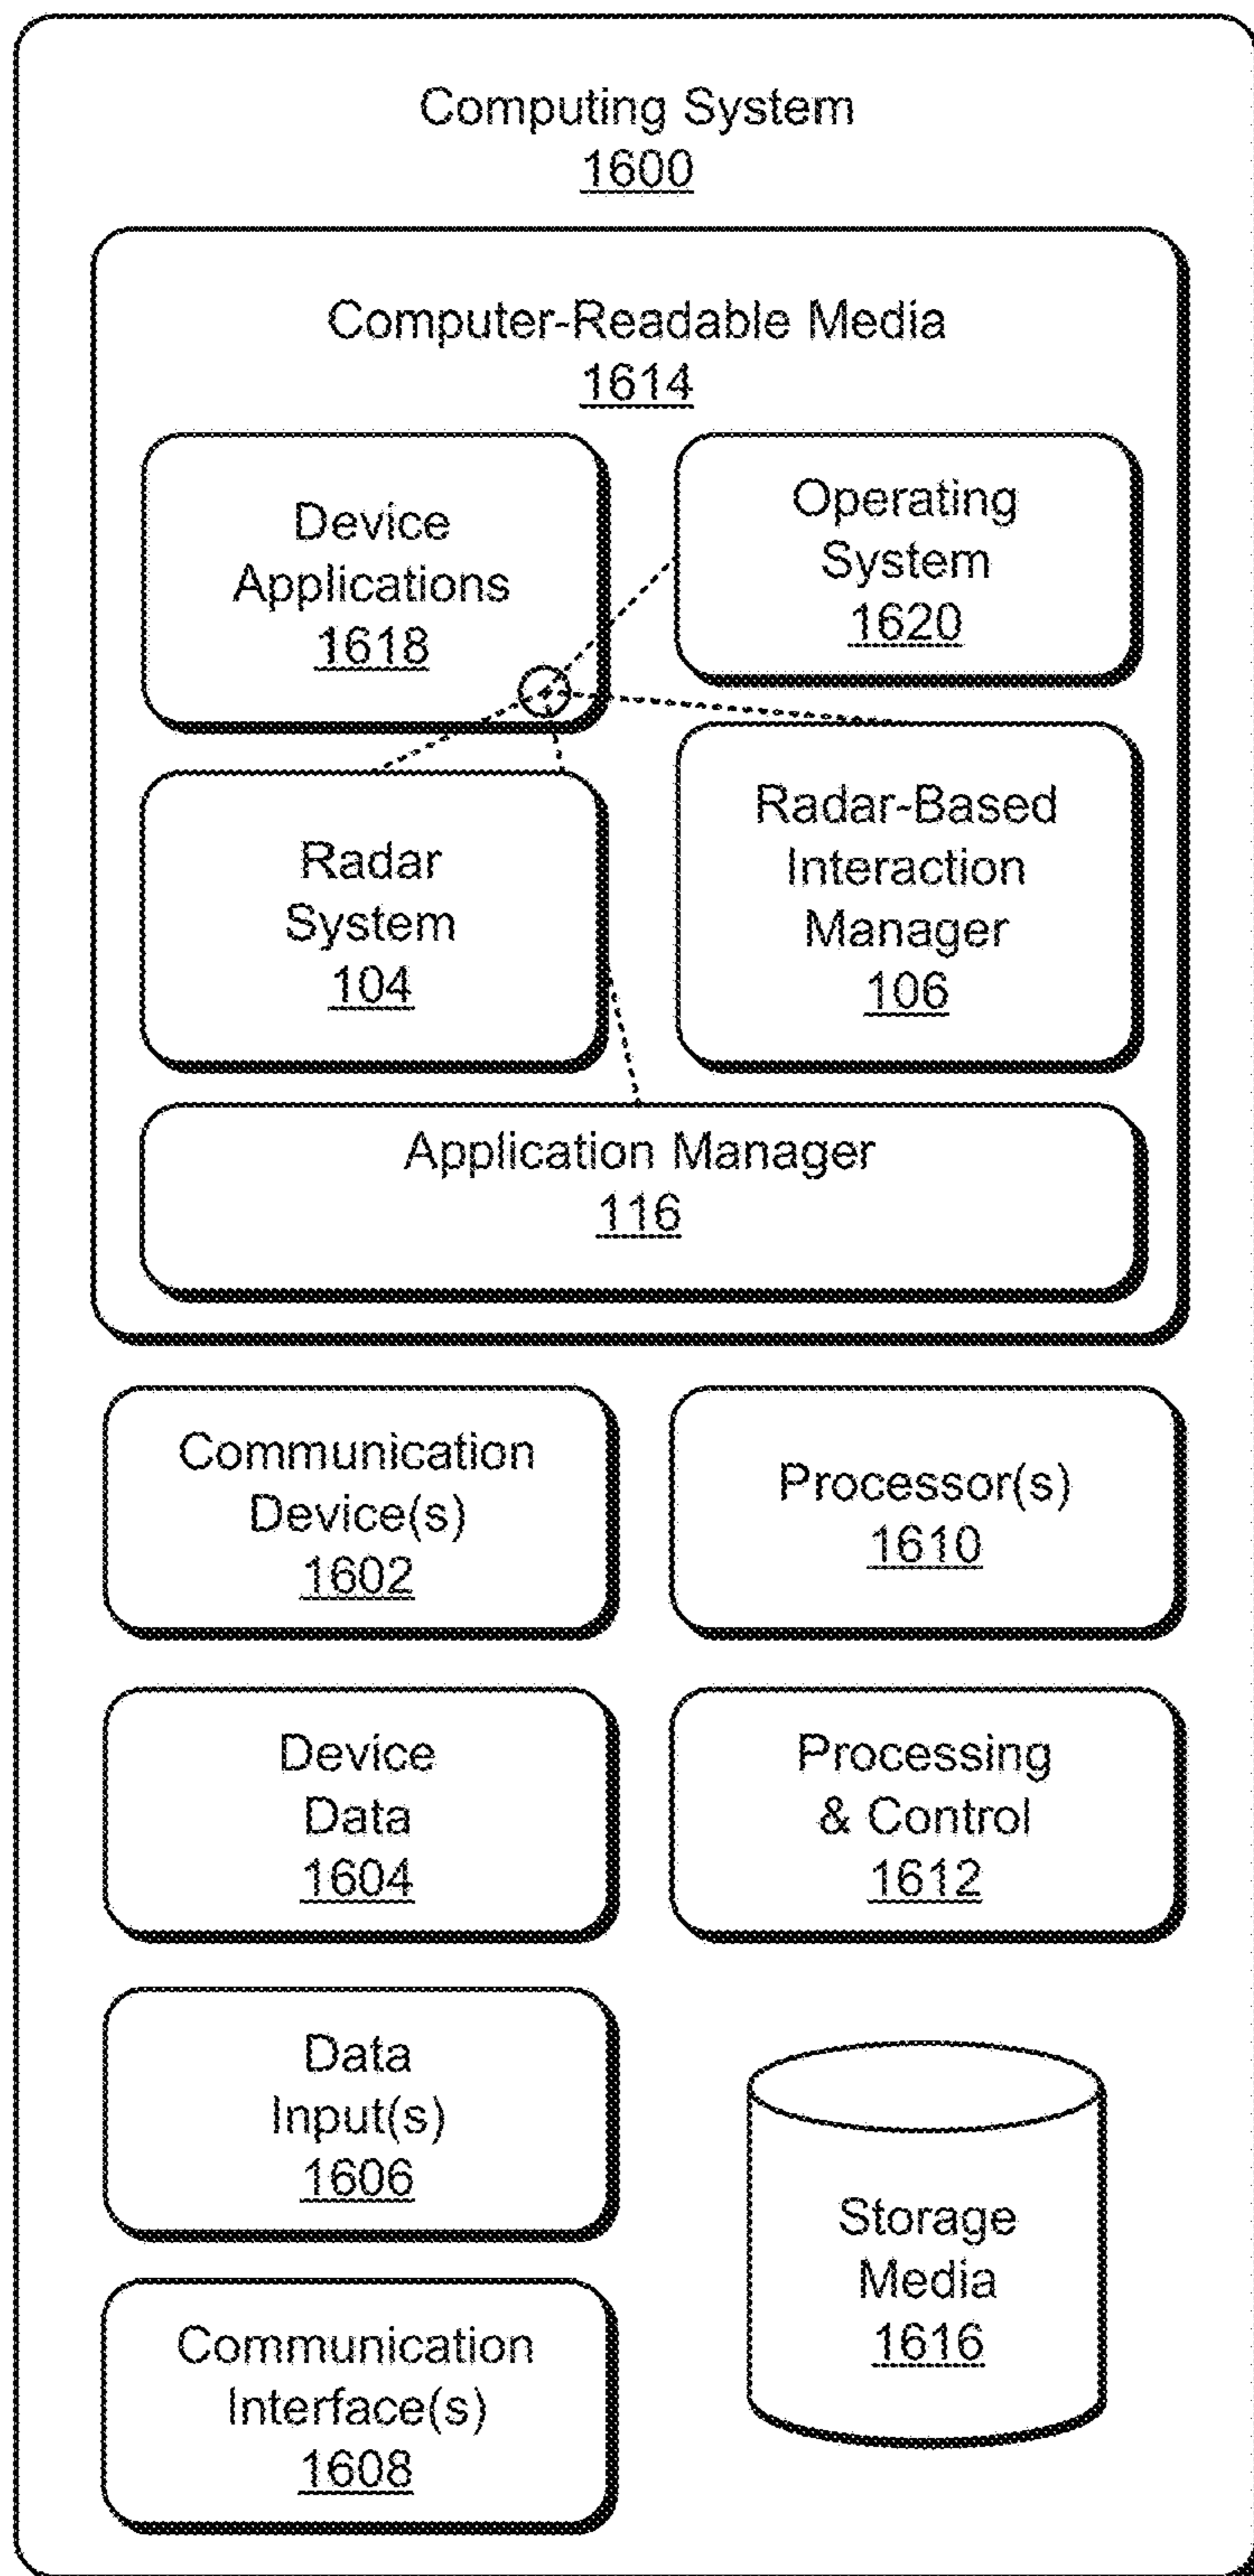 Computing System
1600
Computer-Readable Media
1614
Device
Applications
1618
Operating
System
1620
Radar
System
104
Radar-Based
Interaction
Manager
106
Application Manager
116
Communication
Device(s)
1602
Processor(s)
1610
Device
Data
1604
Processing
& Control
1612
Data
Input(s)
1606
Storage
Media
1616
Communication
Interface(s)
1608